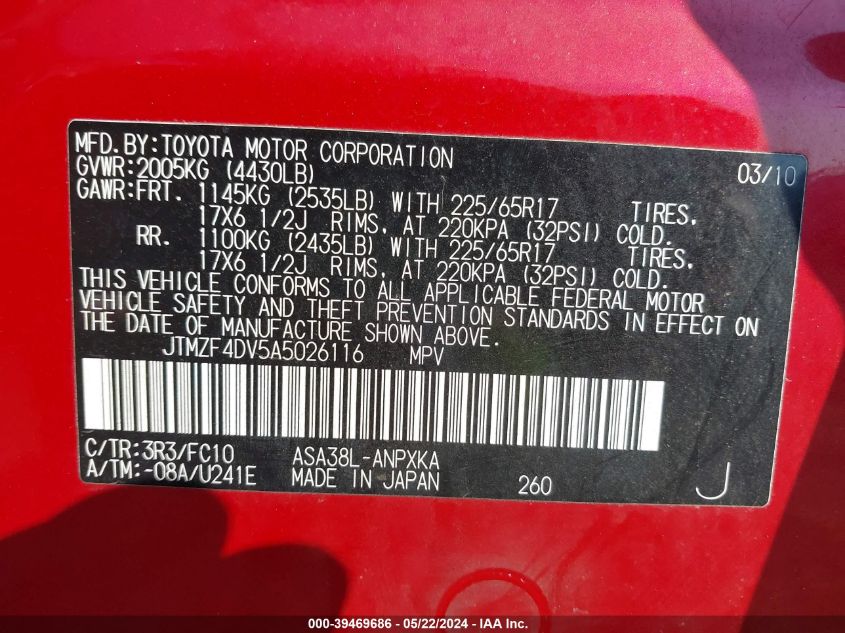 MFD.BY:TOYOTA MOTOR CORPORATION 03/10
GVWR:2005KG (4430LB)
GAWR:FRT. 1145KG (2535LB) WITH 225/65R17 TIRES,
17X6 1/2J RIMS, AT 220KPA (32PSI) COLD.
RR. 1100KG (2435LB) WITH 225/65R17 TIRES,
17X6 1/2J RIMS, AT 220KPA (32PSI) COLD.
THIS VEHICLE CONFORMS TO ALL APPLICABLE FEDERAL MOTOR
VEHICLE SAFETY AND THEFT PREVENTION STANDARDS IN EFFECT ON
THE DATE OF MANUFACTURE SHOWN ABOVE.
JTMZF4DV5A5026116 MPV
C/TR:3R3/FC10 ASA38L-ANPXKA
A/TM:-08A/U241E MADE IN JAPAN 260 J
000-39469686 - 05/22/2024 - IAA Inc.